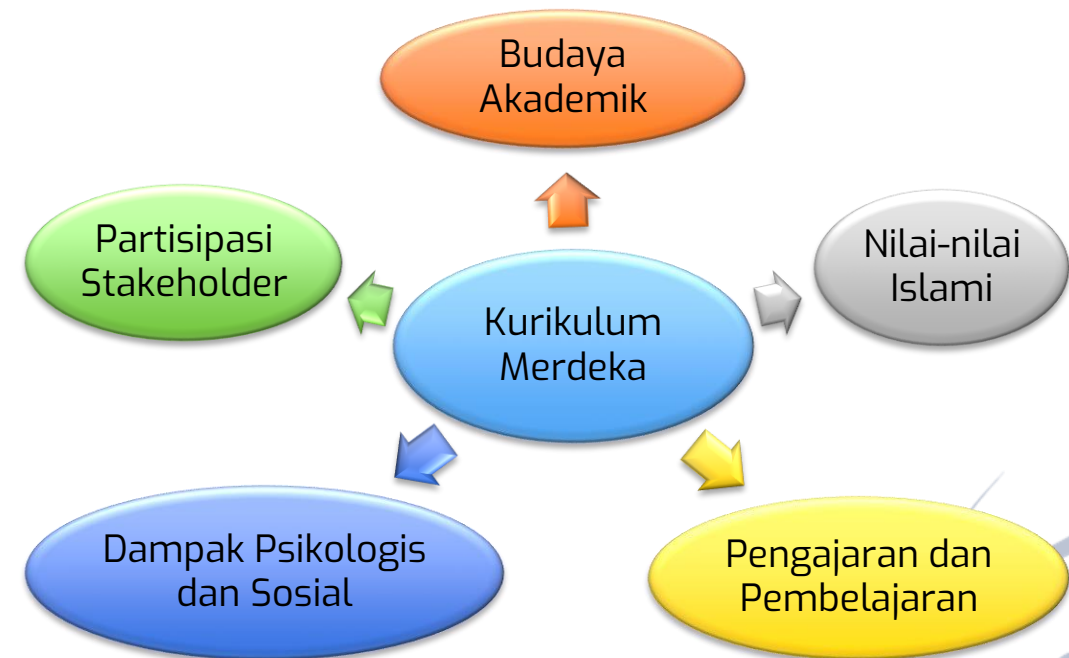 Budaya
Akademik
Partisipasi
Stakeholder
Nilai-nilai
Islami
Kurikulum
Merdeka
Dampak Psikologis
dan Sosial
Pengajaran dan
Pembelajaran